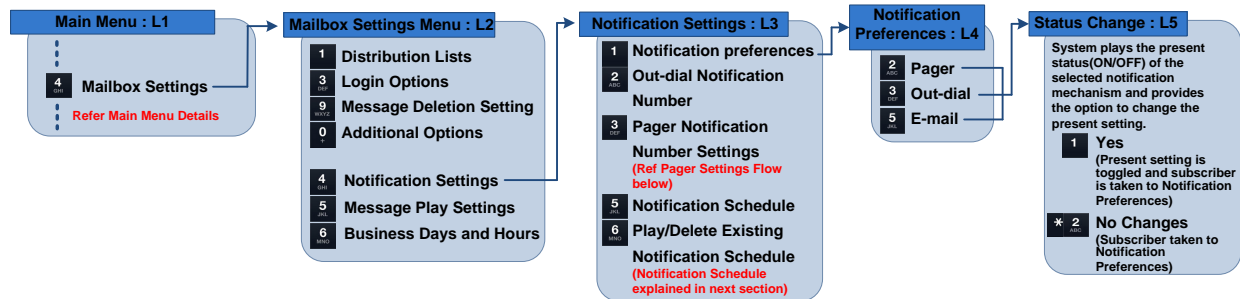 Main Menu : L1
4
GHI
Mailbox Settings
Refer Main Menu Details
Mailbox Settings Menu : L2
1
Distribution Lists
3
DEF
Login Options
9
WXYZ
Message Deletion Setting
0
+
Additional Options
4
GHI
Notification Settings
5
JKL
Message Play Settings
6
MNO
Business Days and Hours
Notification Settings : L3
1
Notification preferences
2
ABC
Out-dial Notification
Number
3
DEF
Pager Notification
Number Settings
(Ref Pager Settings Flow
below)
5
JKL
Notification Schedule
6
MNO
Play/Delete Existing
Notification Schedule
(Notification Schedule
explained in next section)
Notification
Preferences : L4
2
ABC
Pager
3
DEF
Out-dial
5
JKL
E-mail
Status Change : L5
System plays the present
status(ON/OFF) of the
selected notification
mechanism and provides
the option to change the
present setting.
1
Yes
(Present setting is
toggled and subscriber
is taken to Notification
Preferences)
* 2
ABC
No Changes
(Subscriber taken to
Notification
Preferences)